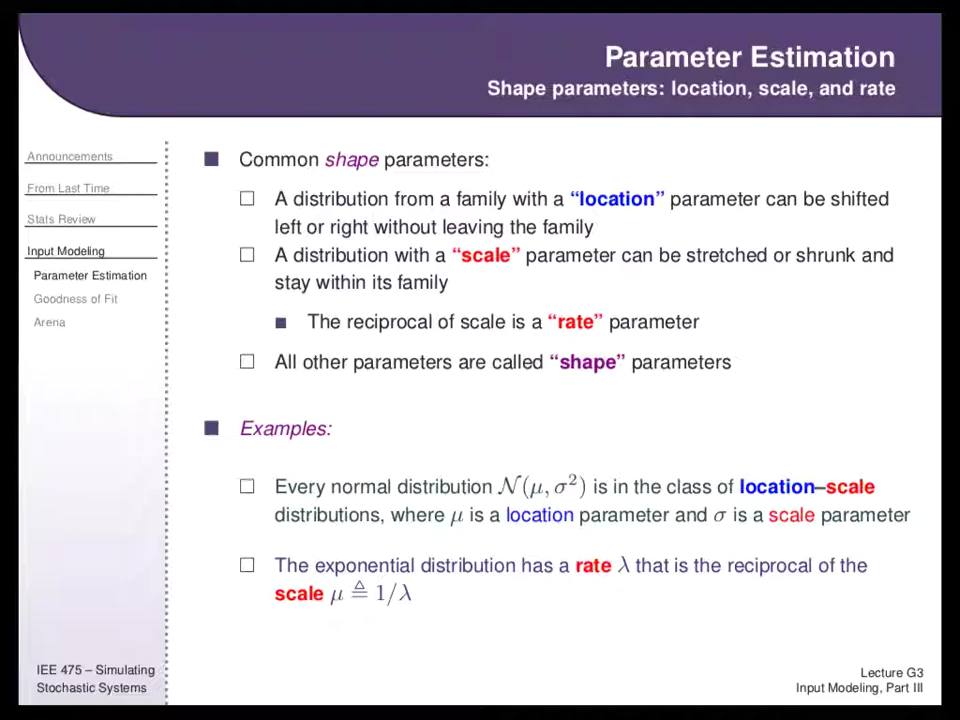 Parameter Estimation
Shape parameters: location, scale, and rate
Announcements
From Last Time
Stats Review
Input Modeling
Parameter Estimation
Goodness of Fit
Arena
Common shape parameters:
A distribution from a family with a “location” parameter can be shifted
left or right without leaving the family
A distribution with a “scale” parameter can be stretched or shrunk and
stay within its family
The reciprocal of scale is a “rate” parameter
All other parameters are called “shape” parameters
Examples:
Every normal distribution 𝒩(μ, σ²) is in the class of location–scale
distributions, where μ is a location parameter and σ is a scale parameter
The exponential distribution has a rate λ that is the reciprocal of the
scale μ ≜ 1/λ
IEE 475 – Simulating
Stochastic Systems
Lecture G3
Input Modeling, Part III